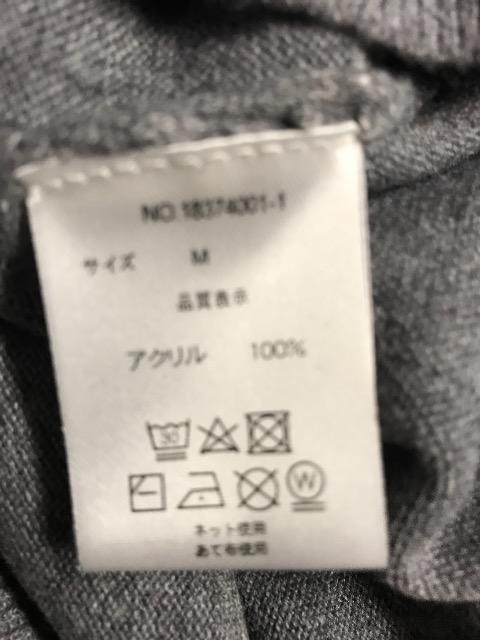 NO.18374001-1
サイズ M
品質表示
アクリル 100%
30
W
ネット使用
あて布使用